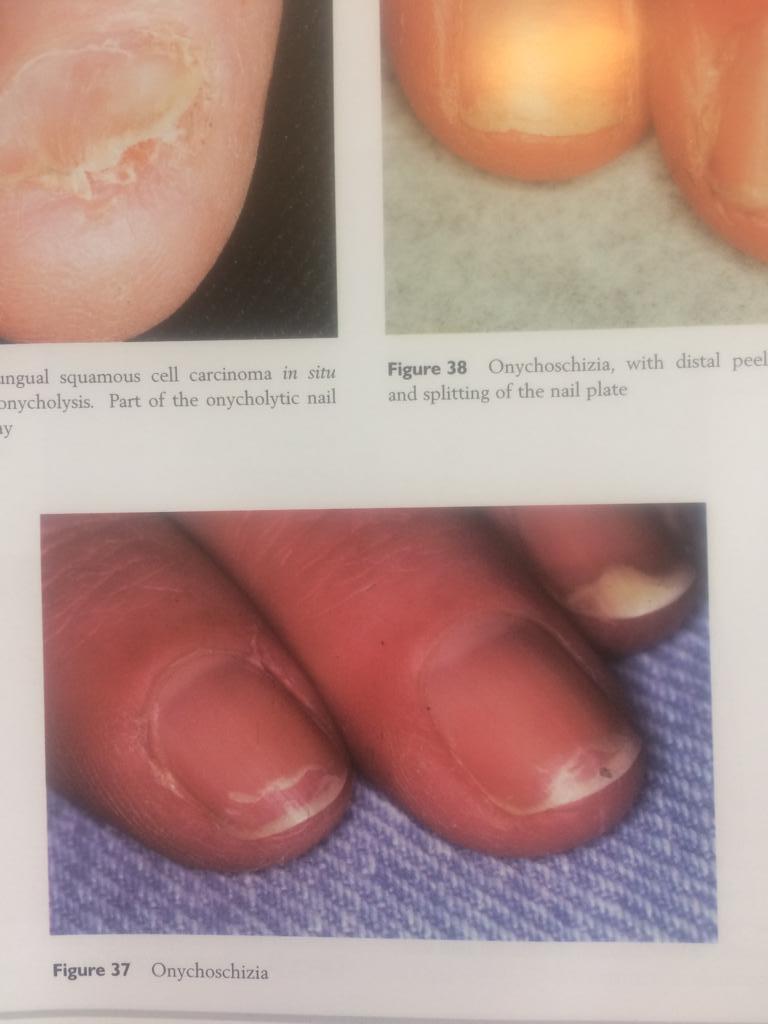 ungual squamous cell carcinoma in situ
onycholysis. Part of the onycholytic nail
Figure 38 Onychoschizia, with distal peel
and splitting of the nail plate
Figure 37 Onychoschizia